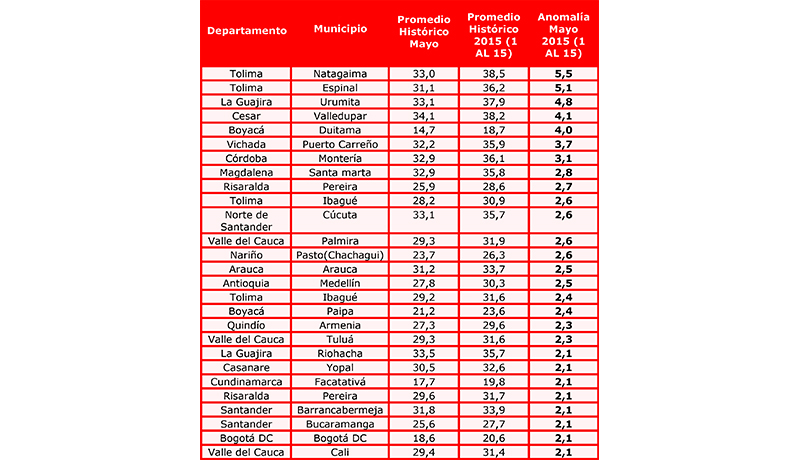 Departamento Municipio Promedio Histórico Mayo Promedio Histórico 2015 (1 AL 15) Anomalía Mayo 2015 (1 AL 15)
Tolima Natagaima 33,0 38,5 5,5
Tolima Espinal 31,1 36,2 5,1
La Guajira Urumita 33,1 37,9 4,8
Cesar Valledupar 34,1 38,2 4,1
Boyacá Duitama 14,7 18,7 4,0
Vichada Puerto Carreño 32,2 35,9 3,7
Córdoba Montería 32,9 36,1 3,1
Magdalena Santa marta 32,9 35,8 2,8
Risaralda Pereira 25,9 28,6 2,7
Tolima Ibagué 28,2 30,9 2,6
Norte de Santander Cúcuta 33,1 35,7 2,6
Valle del Cauca Palmira 29,3 31,9 2,6
Nariño Pasto(Chachagui) 23,7 26,3 2,6
Arauca Arauca 31,2 33,7 2,5
Antioquia Medellín 27,8 30,3 2,5
Tolima Ibagué 29,2 31,6 2,4
Boyacá Paipa 21,2 23,6 2,4
Quindío Armenia 27,3 29,6 2,3
Valle del Cauca Tuluá 29,3 31,6 2,3
La Guajira Riohacha 33,5 35,7 2,1
Casanare Yopal 30,5 32,6 2,1
Cundinamarca Facatativá 17,7 19,8 2,1
Risaralda Pereira 29,6 31,7 2,1
Santander Barrancabermeja 31,8 33,9 2,1
Santander Bucaramanga 25,6 27,7 2,1
Bogotá DC Bogotá DC 18,6 20,6 2,1
Valle del Cauca Cali 29,4 31,4 2,1